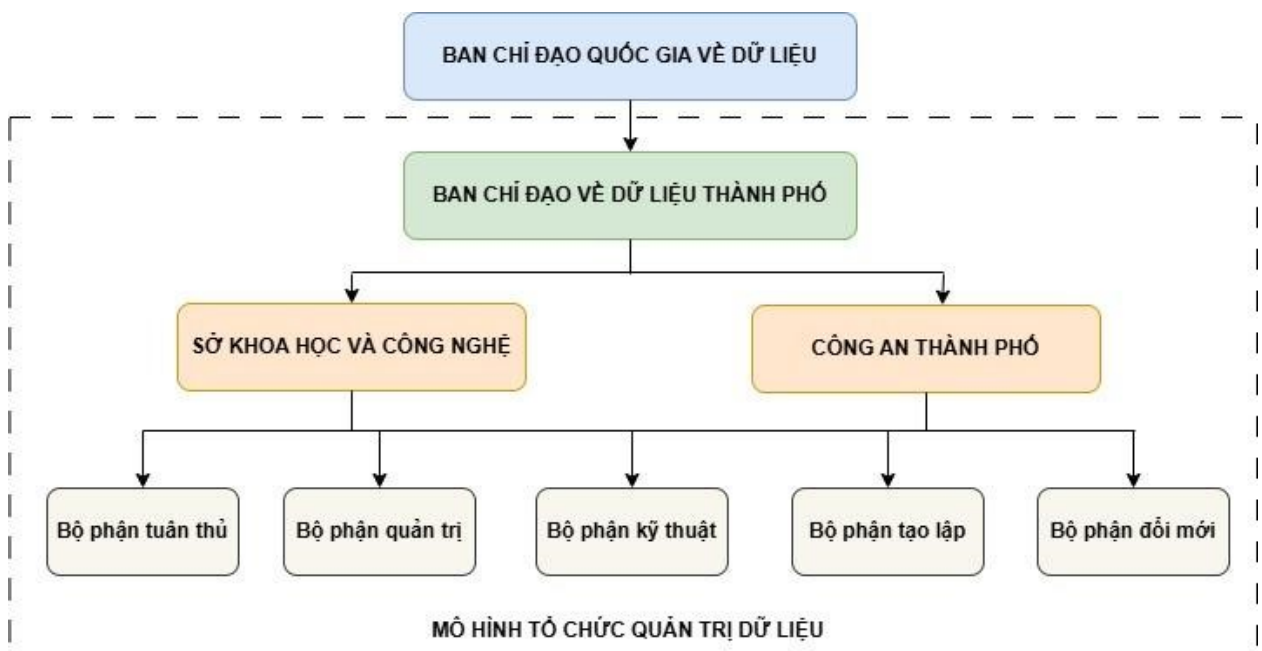 BAN CHỈ ĐẠO QUỐC GIA VỀ DỮ LIỆU
BAN CHỈ ĐẠO VỀ DỮ LIỆU THÀNH PHỐ
SỞ KHOA HỌC VÀ CÔNG NGHỆ
CÔNG AN THÀNH PHỐ
Bộ phận tuân thủ
Bộ phận quản trị
Bộ phận kỹ thuật
Bộ phận tạo lập
Bộ phận đổi mới
MÔ HÌNH TỔ CHỨC QUẢN TRỊ DỮ LIỆU